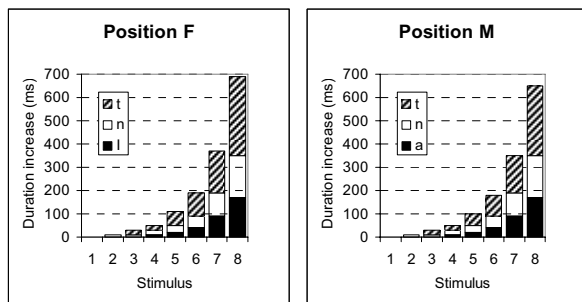 Position F
Duration increase (ms)
700
600
500
400
300
200
100
0
t
n
l
1 2 3 4 5 6 7 8
Stimulus
Position M
Duration increase (ms)
700
600
500
400
300
200
100
0
t
n
a
1 2 3 4 5 6 7 8
Stimulus